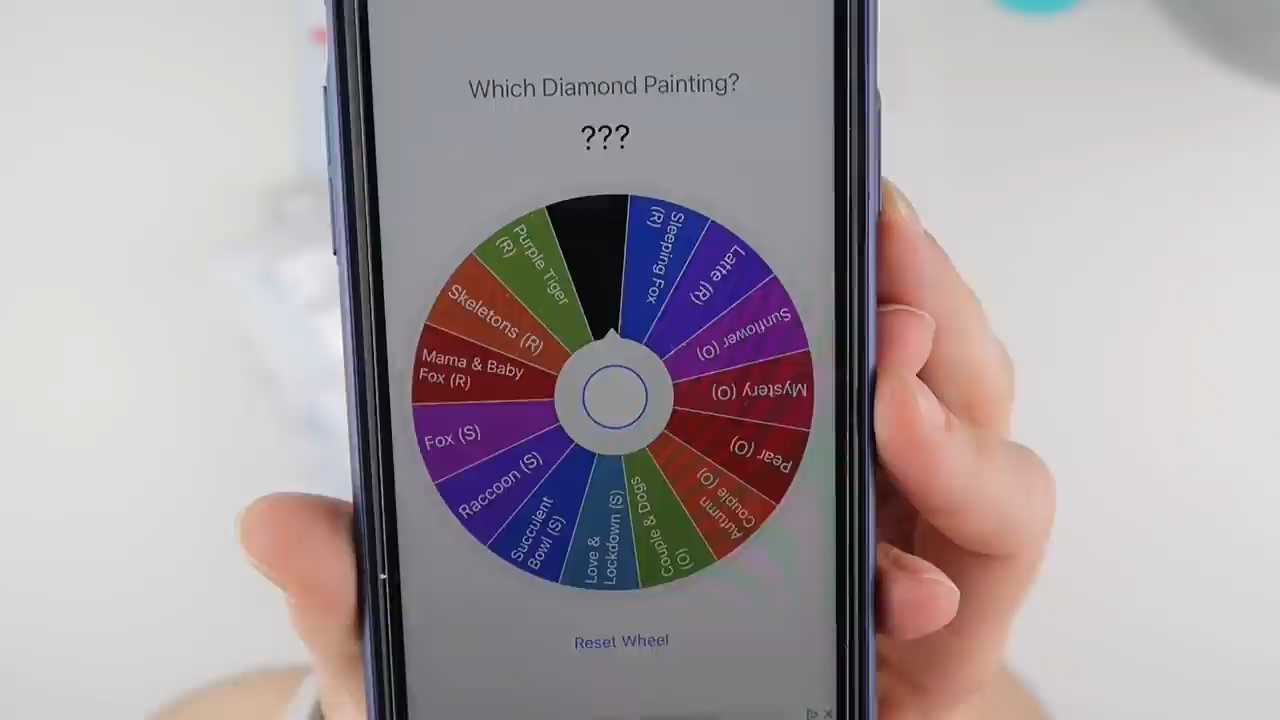 Which Diamond Painting?
???
Sleeping Fox
(R)
Latte (R)
Sunflower (O)
Mystery (O)
Pear (O)
Autumn
Couple (O)
Couple & Dogs
(O)
Love &
Lockdown (S)
Succulent
Bowl (S)
Raccoon (S)
Fox (S)
Mama & Baby
Fox (R)
Skeletons (R)
Purple Tiger
(R)
Reset Wheel